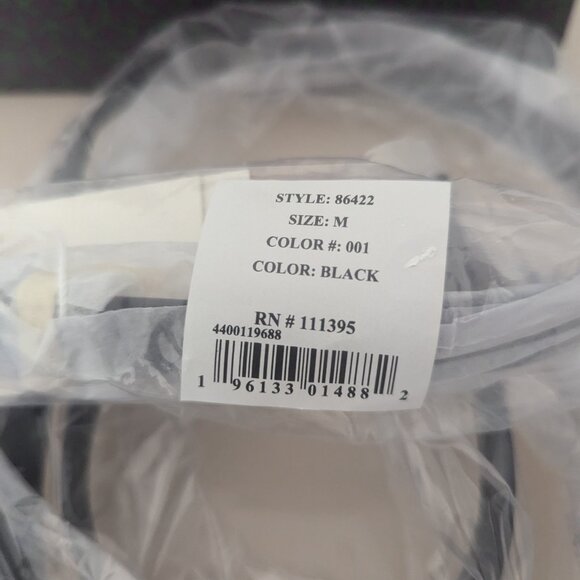 STYLE: 86422
SIZE: M
COLOR #: 001
COLOR: BLACK
RN # 111395
4400119688
1 96133 01488 2